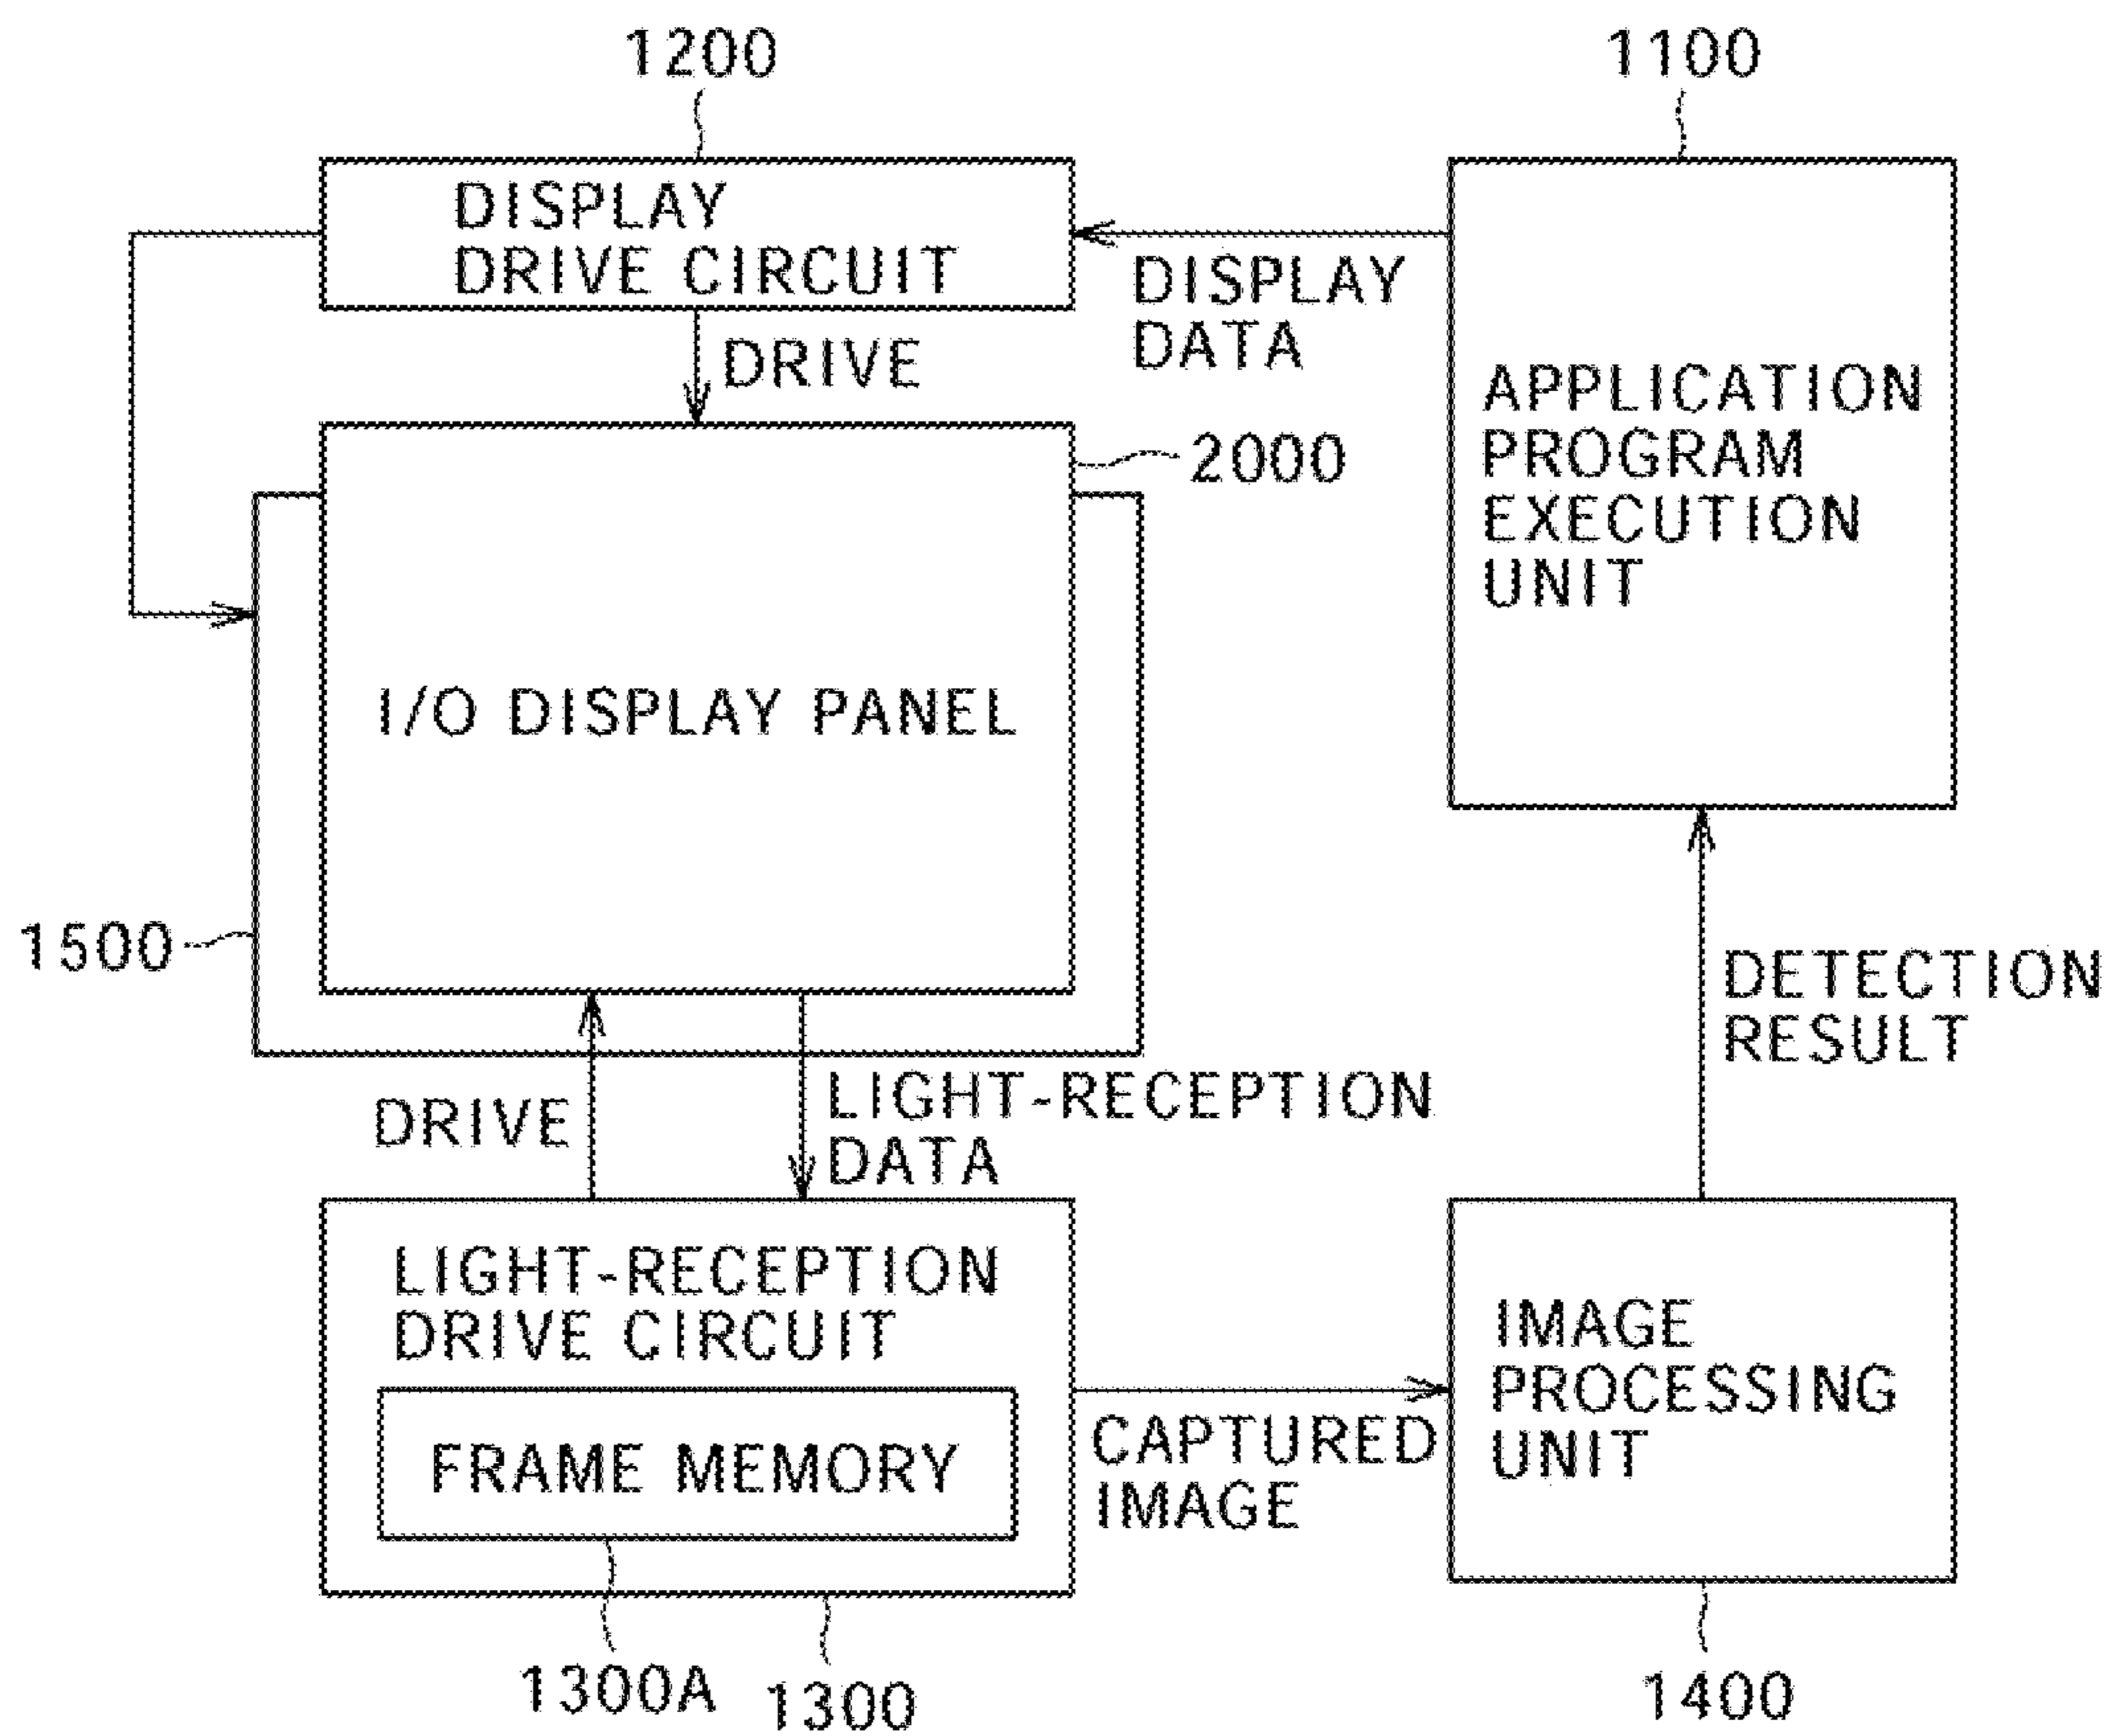 1200
1100
DISPLAY
DRIVE CIRCUIT
DISPLAY
DATA
DRIVE
APPLICATION
PROGRAM
EXECUTION
UNIT
2000
I/O DISPLAY PANEL
1500
DETECTION
RESULT
DRIVE
LIGHT-RECEPTION
DATA
LIGHT-RECEPTION
DRIVE CIRCUIT
FRAME MEMORY
CAPTURED
IMAGE
IMAGE
PROCESSING
UNIT
1300A
1300
1400